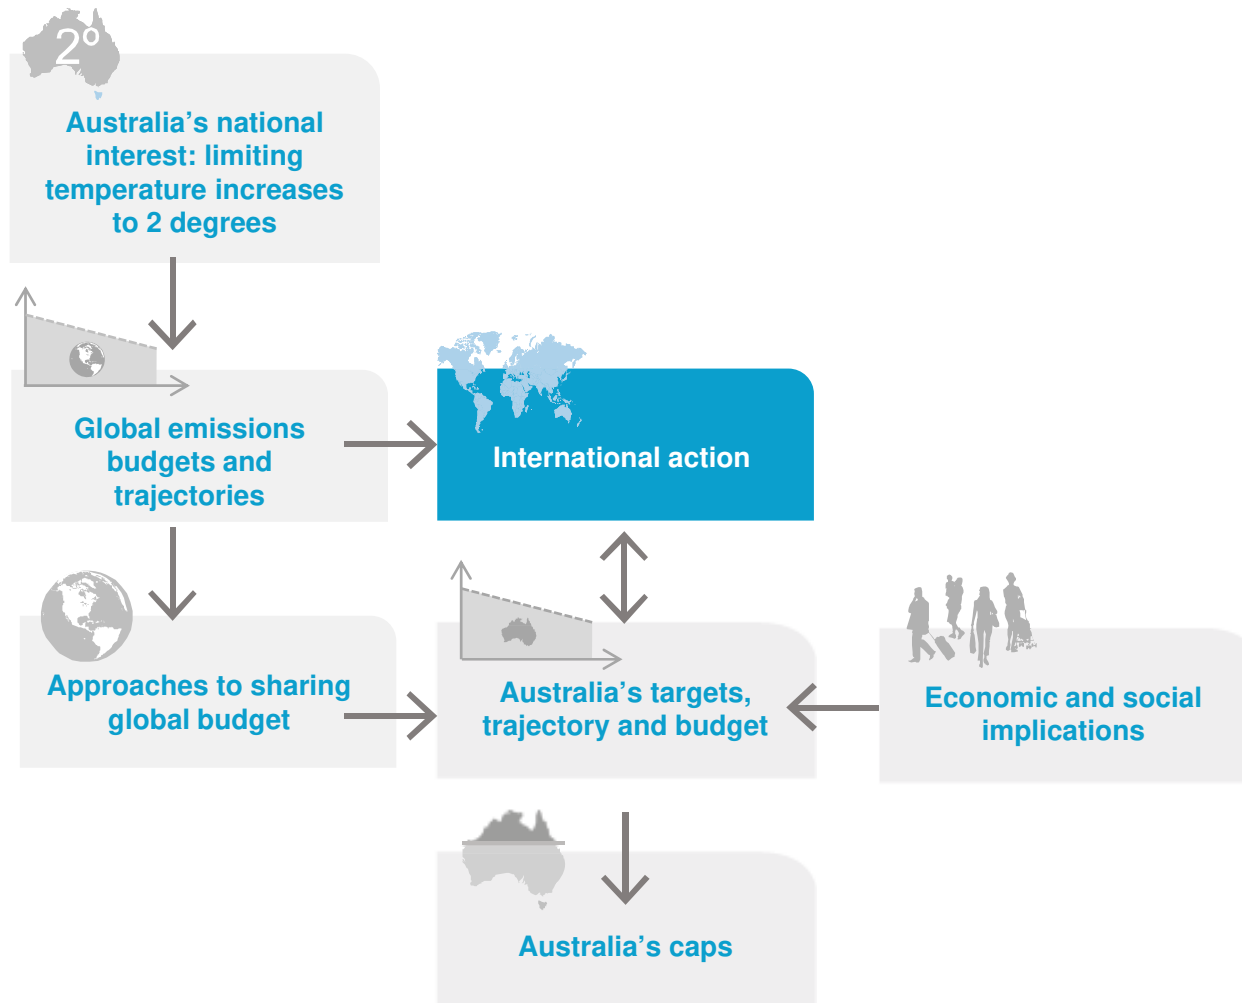 2º
Australia’s national
interest: limiting
temperature increases
to 2 degrees
Global emissions
budgets and
trajectories
International action
Approaches to sharing
global budget
Australia’s targets,
trajectory and budget
Economic and social
implications
Australia’s caps